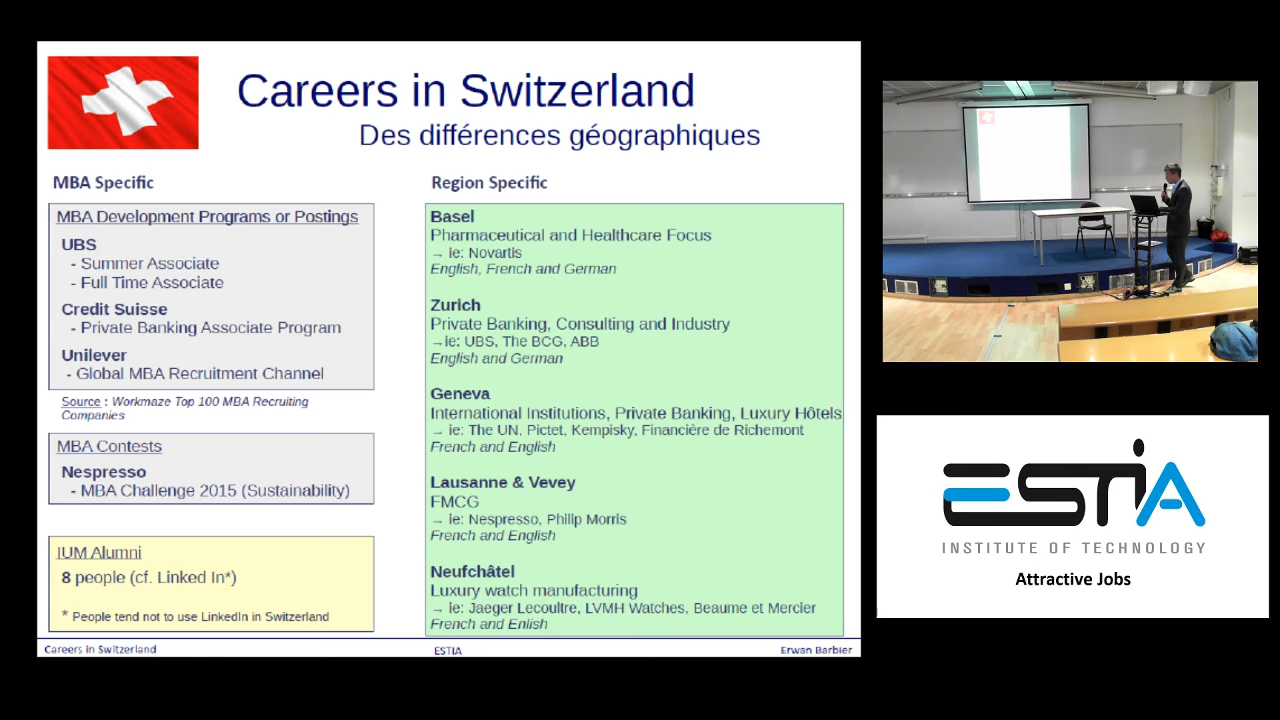 Careers in Switzerland
Des différences géographiques
MBA Specific
MBA Development Programs or Postings
UBS
- Summer Associate
- Full Time Associate
Credit Suisse
- Private Banking Associate Program
Unilever
- Global MBA Recruitment Channel
Source : Workmaze Top 100 MBA Recruiting
Companies
MBA Contests
Nespresso
- MBA Challenge 2015 (Sustainability)
IUM Alumni
8 people (cf. Linked In*)
* People tend not to use LinkedIn in Switzerland
Region Specific
Basel
Pharmaceutical and Healthcare Focus
→ ie: Novartis
English, French and German
Zurich
Private Banking, Consulting and Industry
→ie: UBS, The BCG, ABB
English and German
Geneva
International Institutions, Private Banking, Luxury Hôtels
→ ie: The UN, Pictet, Kempisky, Financière de Richemont
French and English
Lausanne & Vevey
FMCG
→ ie: Nespresso, Philip Morris
French and English
Neufchâtel
Luxury watch manufacturing
→ ie: Jaeger Lecoultre, LVMH Watches, Beaume et Mercier
French and Enlish
Careers in Switzerland
ESTIA
Erwan Barbier
ESTIA
INSTITUTE OF TECHNOLOGY
Attractive Jobs